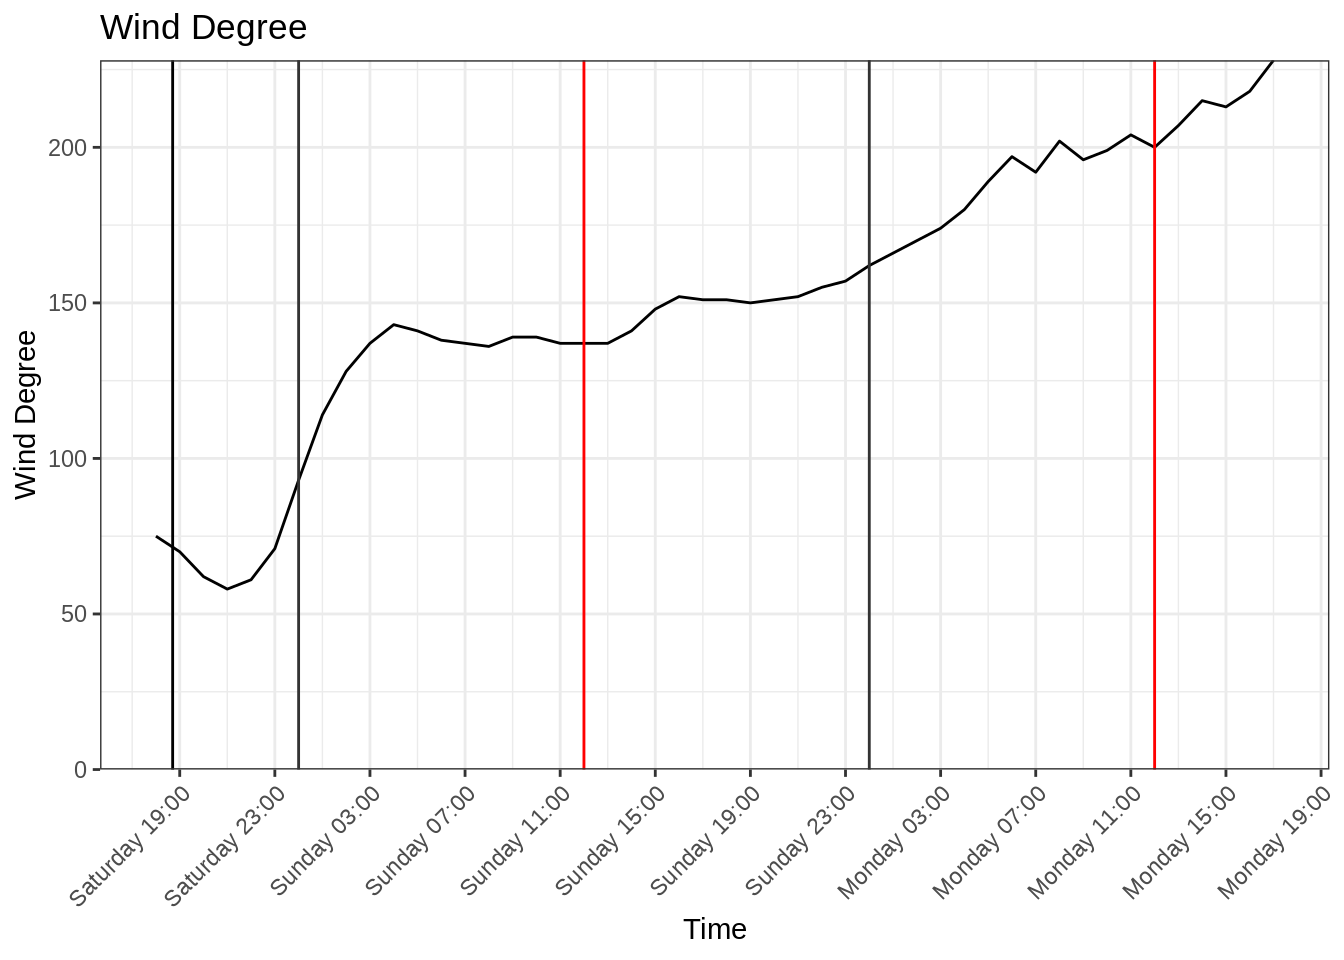 Wind Degree
Wind Degree
200
150
100
50
0
Saturday 19:00
Saturday 23:00
Sunday 03:00
Sunday 07:00
Sunday 11:00
Sunday 15:00
Sunday 19:00
Sunday 23:00
Monday 03:00
Monday 07:00
Monday 11:00
Monday 15:00
Monday 19:00
Time